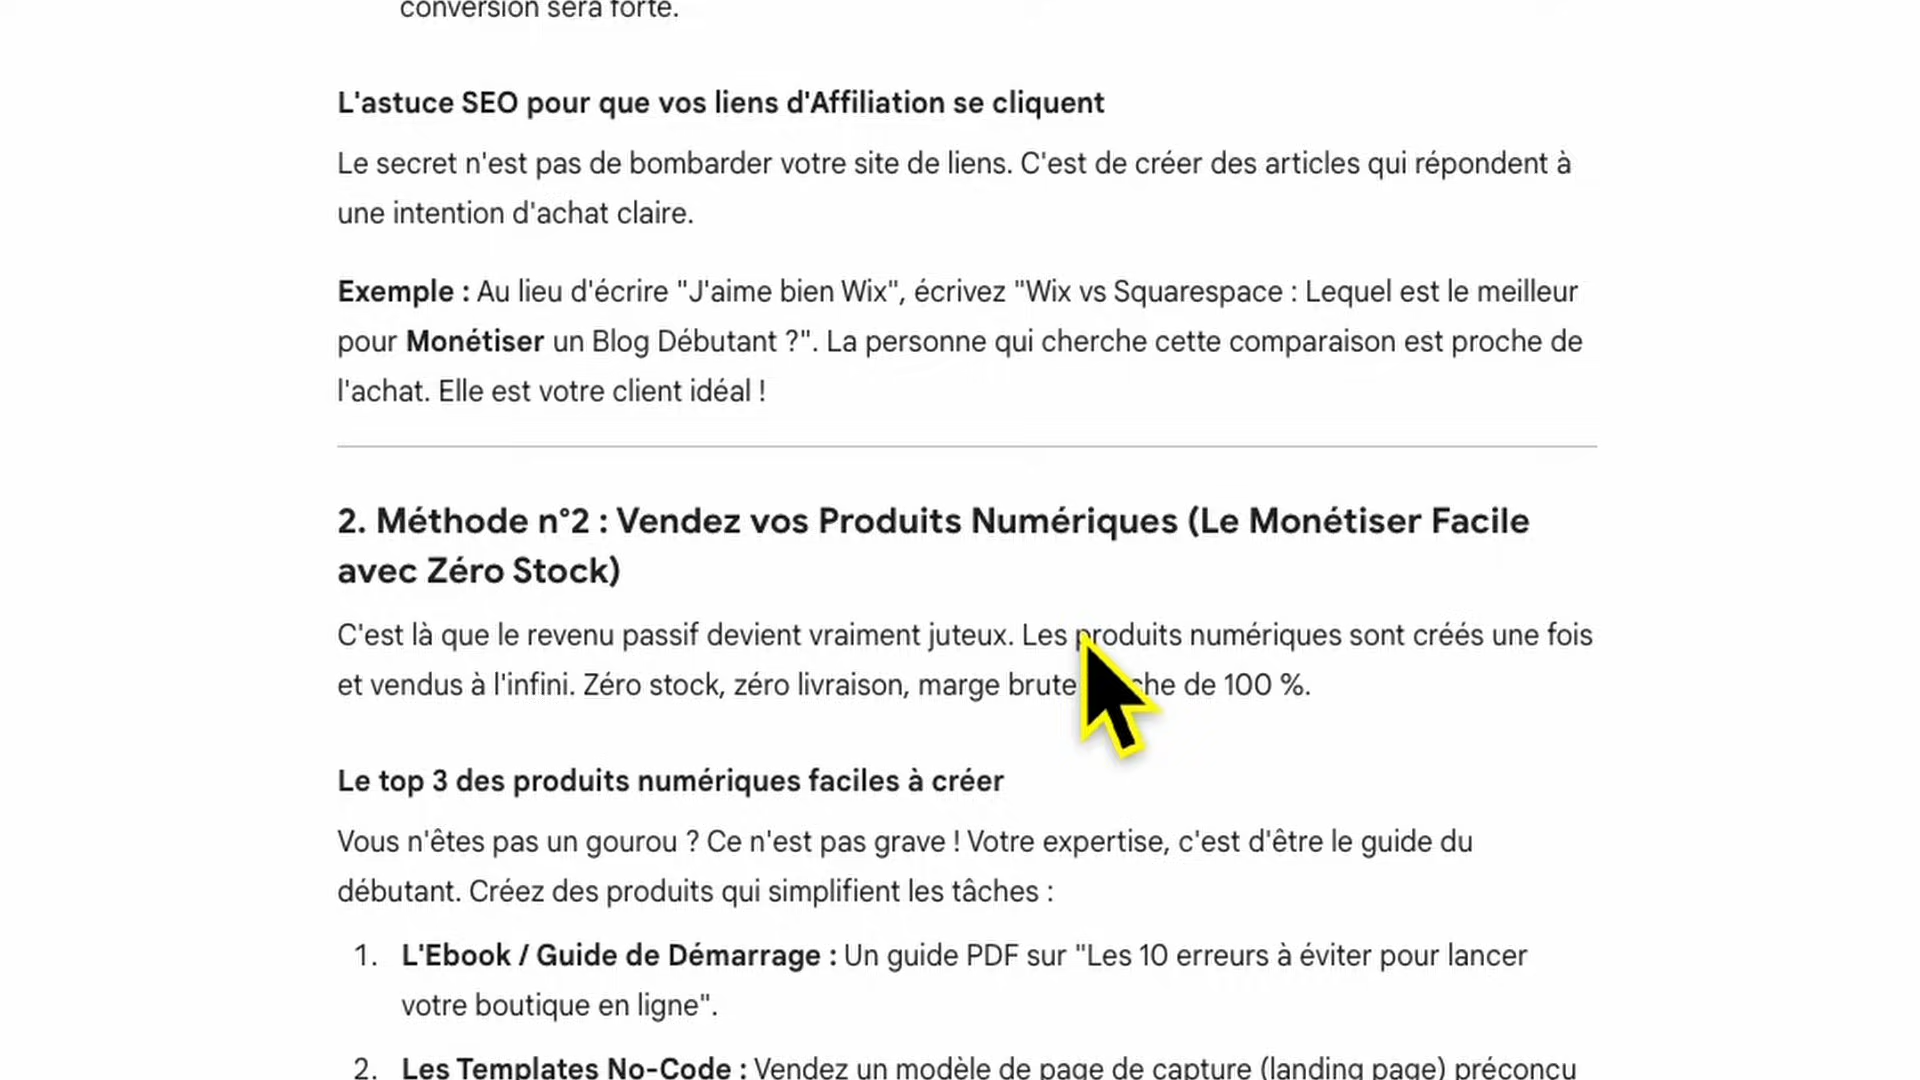 conversion sera forte.
L'astuce SEO pour que vos liens d'Affiliation se cliquent
Le secret n'est pas de bombarder votre site de liens. C'est de créer des articles qui répondent à
une intention d'achat claire.
Exemple : Au lieu d'écrire "J'aime bien Wix", écrivez "Wix vs Squarespace : Lequel est le meilleur
pour Monétiser un Blog Débutant ?". La personne qui cherche cette comparaison est proche de
l'achat. Elle est votre client idéal !
2. Méthode n°2 : Vendez vos Produits Numériques (Le Monétiser Facile
avec Zéro Stock)
C'est là que le revenu passif devient vraiment juteux. Les produits numériques sont créés une fois
et vendus à l'infini. Zéro stock, zéro livraison, marge brute de 100 %.
Le top 3 des produits numériques faciles à créer
Vous n'êtes pas un gourou ? Ce n'est pas grave ! Votre expertise, c'est d'être le guide du
débutant. Créez des produits qui simplifient les tâches :
1. L'Ebook / Guide de Démarrage : Un guide PDF sur "Les 10 erreurs à éviter pour lancer
votre boutique en ligne".
2. Les Templates No-Code : Vendez un modèle de page de capture (landing page) préconçu